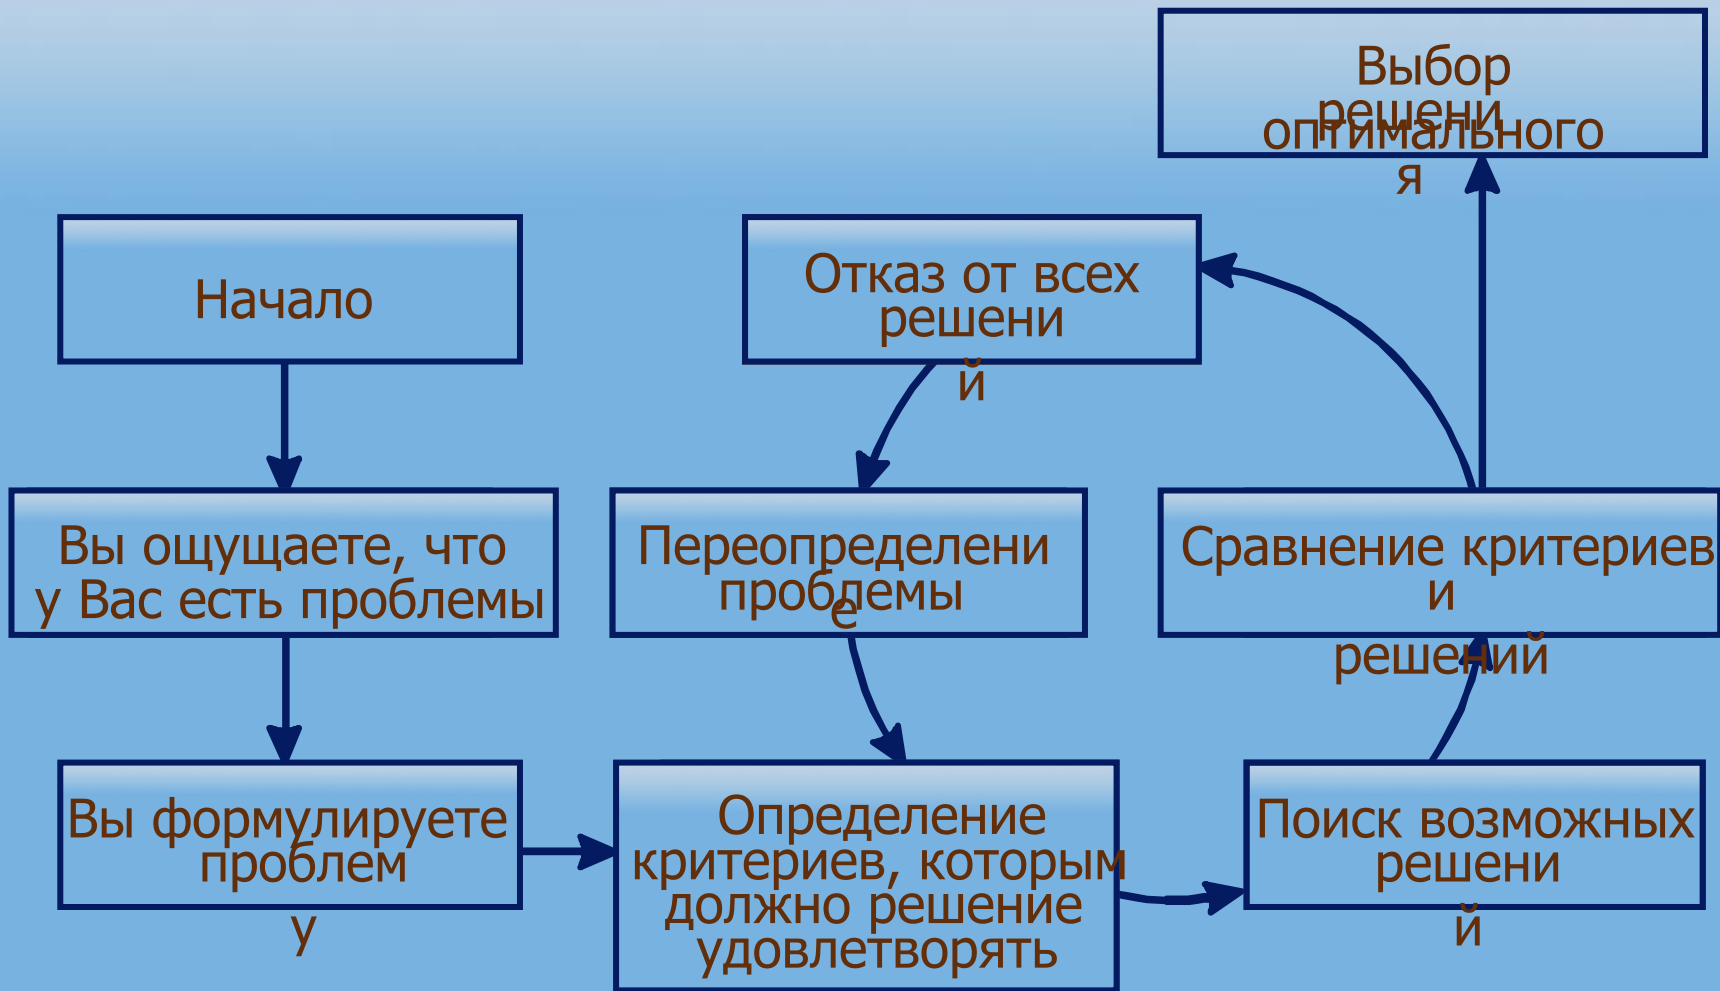 Выбор
решени
оптимального
я
Начало
Отказ от всех
решени
й
Вы ощущаете, что
у Вас есть проблемы
Переопределени
проблемы
е
Сравнение критериев
и
решений
Вы формулируете
проблем
у
Определение
критериев, которым
должно решение
удовлетворять
Поиск возможных
решени
й